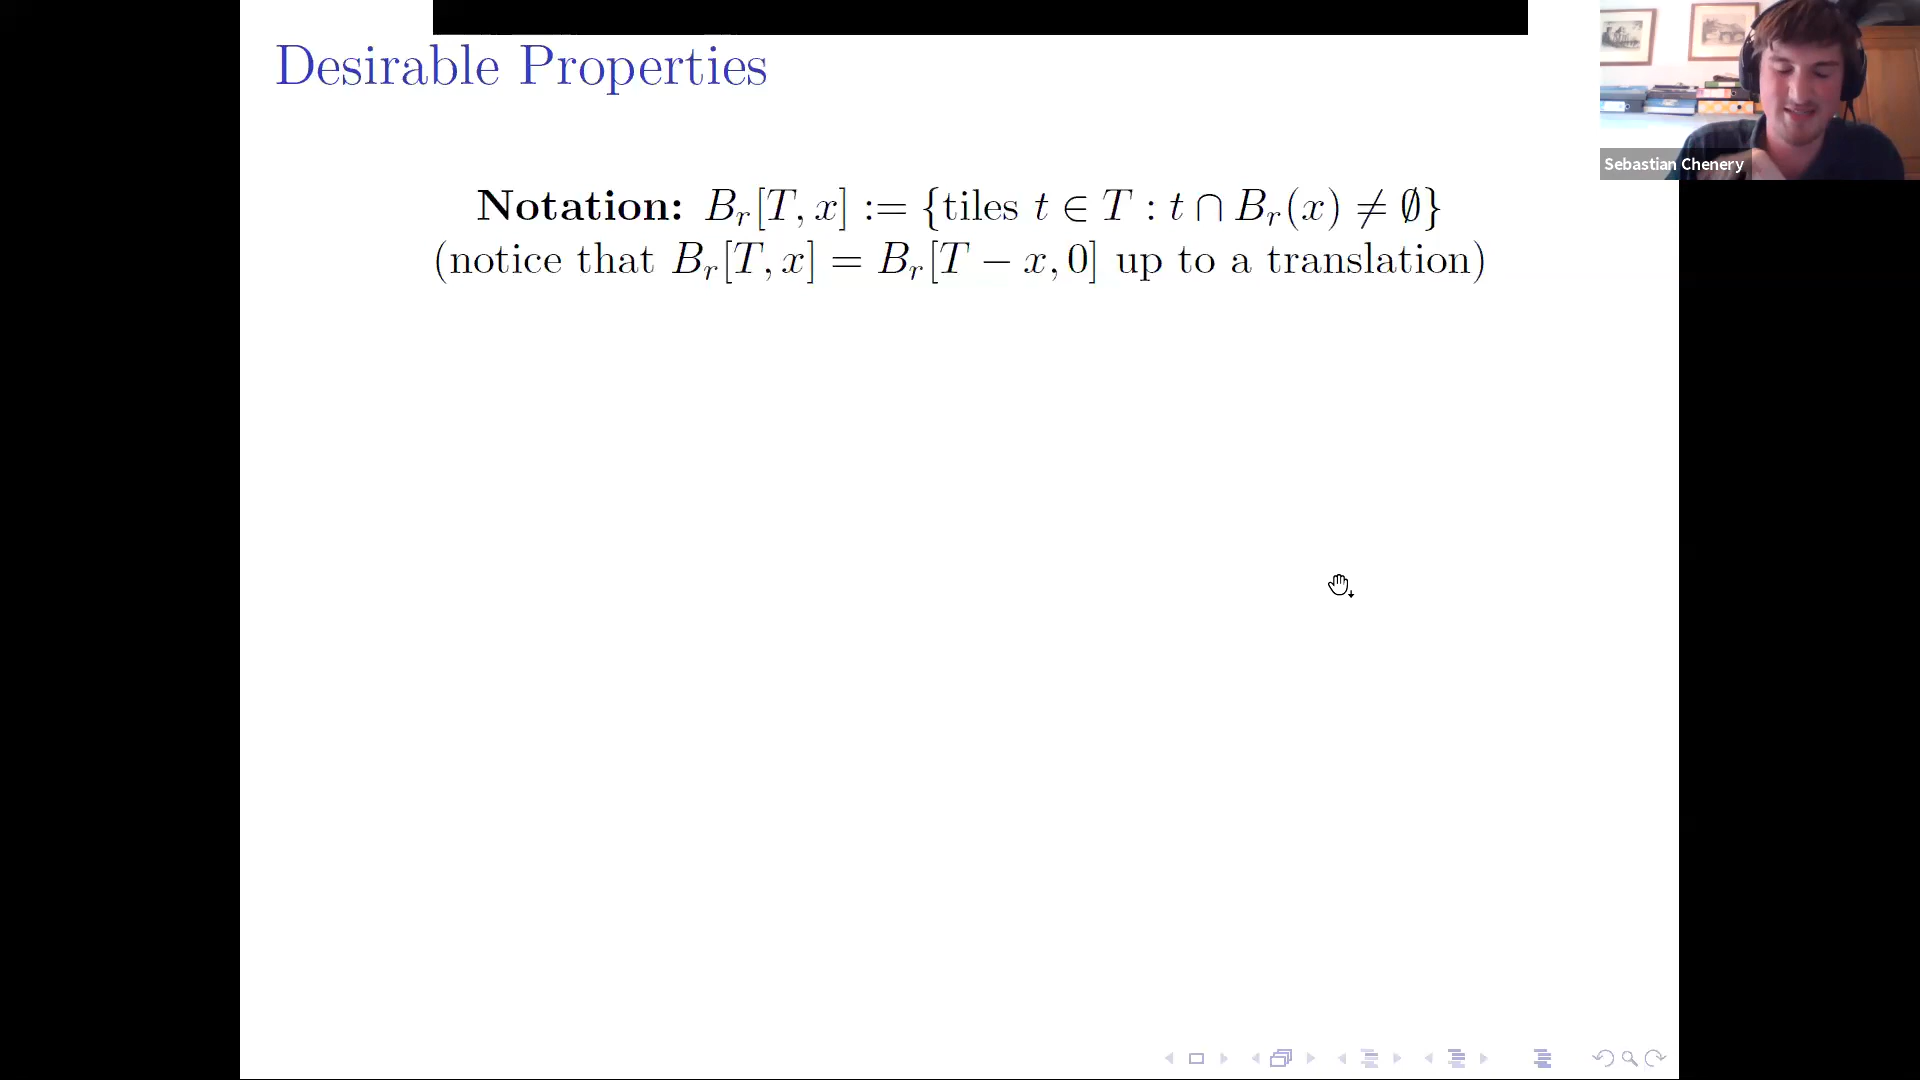 Desirable Properties
Sebastian Chenery
Notation: B_r[T, x] := {tiles t ∈ T : t ∩ B_r(x) ≠ ∅}
(notice that B_r[T, x] = B_r[T − x, 0] up to a translation)